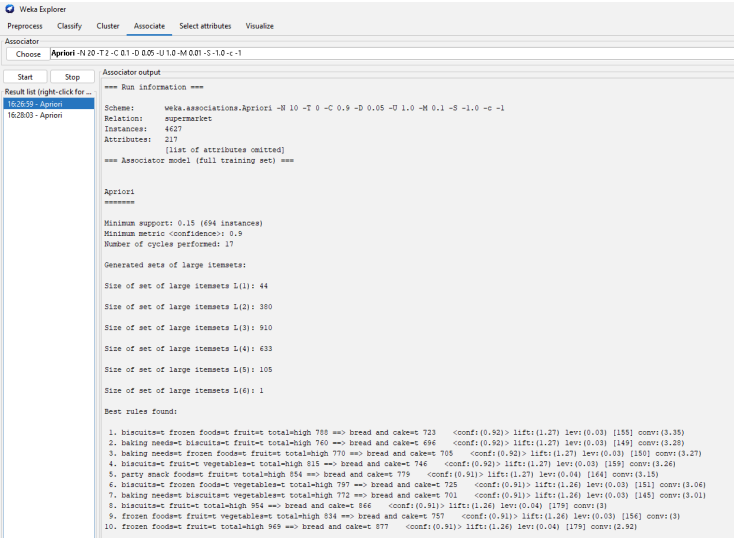 Weka Explorer
Preprocess Classify Cluster Associate Select attributes Visualize
Associator
Choose Apriori -N 20 -T 2 -C 0.1 -D 0.05 -U 1.0 -M 0.01 -S -1.0 -c -1
Start Stop
Result list (right-click for ...
16:26:59 - Apriori
16:28:03 - Apriori
Associator output
=== Run information ===
Scheme: weka.associations.Apriori -N 10 -T 0 -C 0.9 -D 0.05 -U 1.0 -M 0.1 -S -1.0 -c -1
Relation: supermarket
Instances: 4627
Attributes: 217
[list of attributes omitted]
=== Associator model (full training set) ===
Apriori
=======
Minimum support: 0.15 (694 instances)
Minimum metric <confidence>: 0.9
Number of cycles performed: 17
Generated sets of large itemsets:
Size of set of large itemsets L(1): 44
Size of set of large itemsets L(2): 380
Size of set of large itemsets L(3): 910
Size of set of large itemsets L(4): 633
Size of set of large itemsets L(5): 105
Size of set of large itemsets L(6): 1
Best rules found:
1. biscuits=t frozen foods=t fruit=t total=high 788 ==> bread and cake=t 723 <conf:(0.92)> lift:(1.27) lev:(0.03) [155] conv:(3.35)
2. baking needs=t biscuits=t fruit=t total=high 760 ==> bread and cake=t 696 <conf:(0.92)> lift:(1.27) lev:(0.03) [149] conv:(3.28)
3. baking needs=t frozen foods=t fruit=t total=high 770 ==> bread and cake=t 705 <conf:(0.92)> lift:(1.27) lev:(0.03) [150] conv:(3.27)
4. biscuits=t fruit=t vegetables=t total=high 815 ==> bread and cake=t 746 <conf:(0.92)> lift:(1.27) lev:(0.03) [159] conv:(3.26)
5. party snack foods=t fruit=t total=high 854 ==> bread and cake=t 779 <conf:(0.91)> lift:(1.27) lev:(0.04) [164] conv:(3.15)
6. biscuits=t frozen foods=t vegetables=t total=high 797 ==> bread and cake=t 725 <conf:(0.91)> lift:(1.26) lev:(0.03) [151] conv:(3.06)
7. baking needs=t biscuits=t vegetables=t total=high 772 ==> bread and cake=t 701 <conf:(0.91)> lift:(1.26) lev:(0.03) [145] conv:(3.01)
8. biscuits=t fruit=t total=high 954 ==> bread and cake=t 866 <conf:(0.91)> lift:(1.26) lev:(0.04) [179] conv:(3)
9. frozen foods=t fruit=t vegetables=t total=high 834 ==> bread and cake=t 757 <conf:(0.91)> lift:(1.26) lev:(0.03) [156] conv:(3)
10. frozen foods=t fruit=t total=high 969 ==> bread and cake=t 877 <conf:(0.91)> lift:(1.26) lev:(0.04) [179] conv:(2.92)